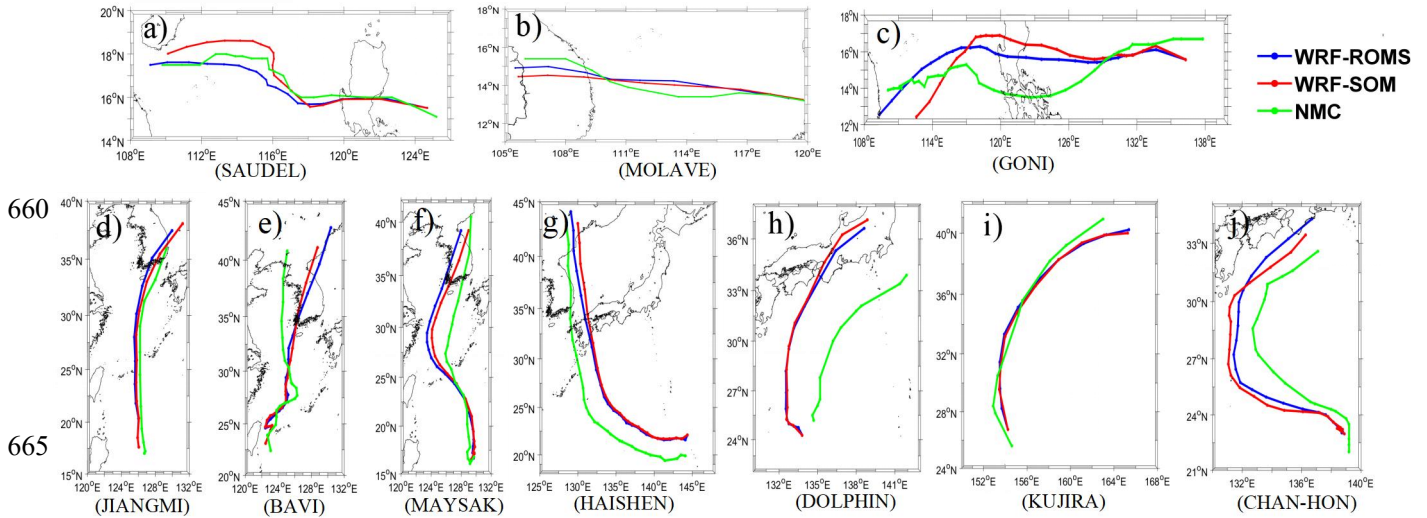 a)
20°N
18°N
16°N
14°N
108°E 112°E 116°E 120°E 124°E
(SAUDEL)
b)
18°N
16°N
14°N
12°N
105°E 108°E 111°E 114°E 117°E 120°E
(MOLAVE)
c)
18°N
16°N
14°N
12°N
108°E 114°E 120°E 126°E 132°E 138°E
(GONI)
WRF-ROMS
WRF-SOM
NMC
660
665
d)
40°N
35°N
30°N
25°N
20°N
15°N
120°E 124°E 128°E 132°E
(JIANGMI)
e)
45°N
40°N
35°N
30°N
25°N
20°N
120°E 124°E 128°E 132°E
(BAVI)
f)
40°N
35°N
30°N
25°N
20°N
15°N
120°E 124°E 128°E 132°E
(MAYSAK)
g)
45°N
40°N
35°N
30°N
25°N
20°N
125°E 130°E 135°E 140°E 145°E
(HAISHEN)
h)
36°N
33°N
30°N
27°N
24°N
132°E 135°E 138°E 141°E
(DOLPHIN)
i)
40°N
36°N
32°N
28°N
24°N
152°E 156°E 160°E 164°E 168°E
(KUJIRA)
j)
33°N
30°N
27°N
24°N
21°N
132°E 136°E 140°E
(CHAN-HON)